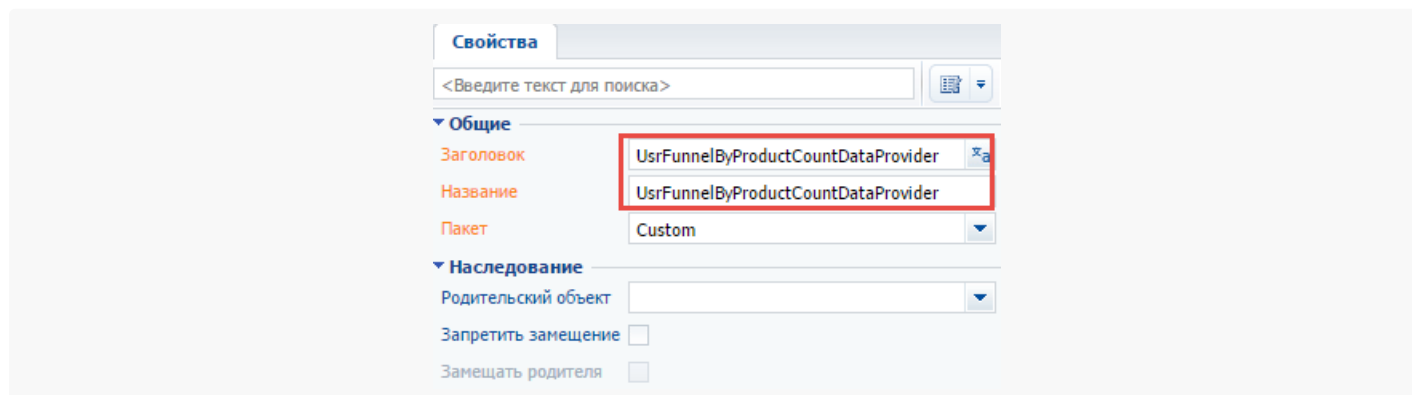 Свойства
<Введите текст для поиска>
Общие
Заголовок UsrFunnelByProductCountDataProvider
Название UsrFunnelByProductCountDataProvider
Пакет Custom
Наследование
Родительский объект
Запретить замещение
Замещать родителя